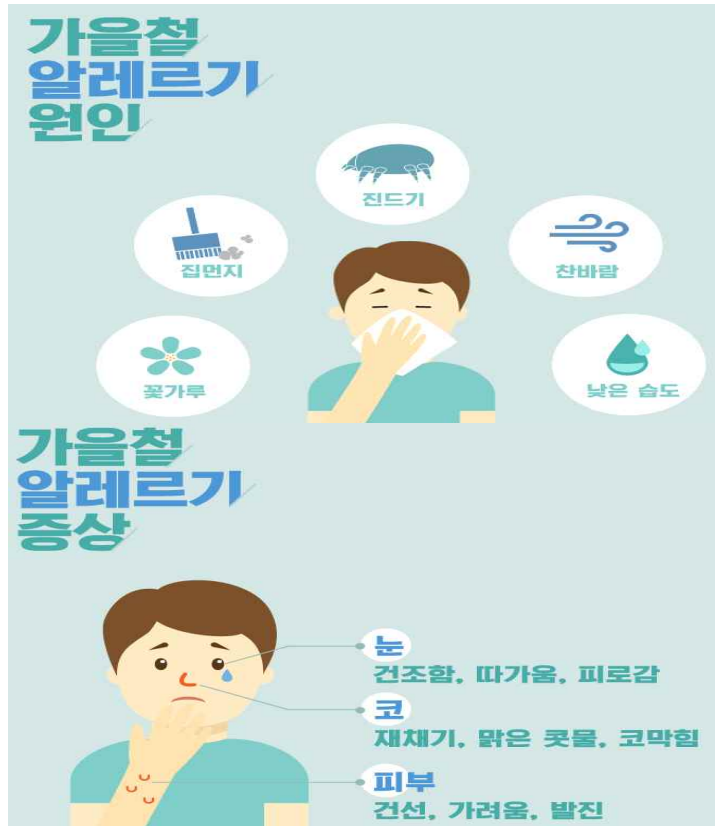 가을철
알레르기
원인
진드기
집먼지
찬바람
꽃가루
낮은 습도
가을철
알레르기
증상
눈
건조함, 따가움, 피로감
코
재채기, 맑은 콧물, 코막힘
피부
건선, 가려움, 발진